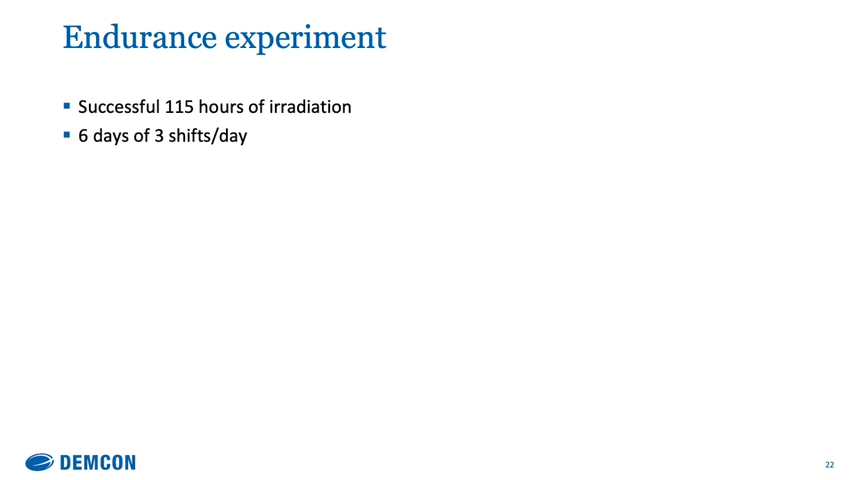 Endurance experiment
▪ Successful 115 hours of irradiation
▪ 6 days of 3 shifts/day
DEMCON
22